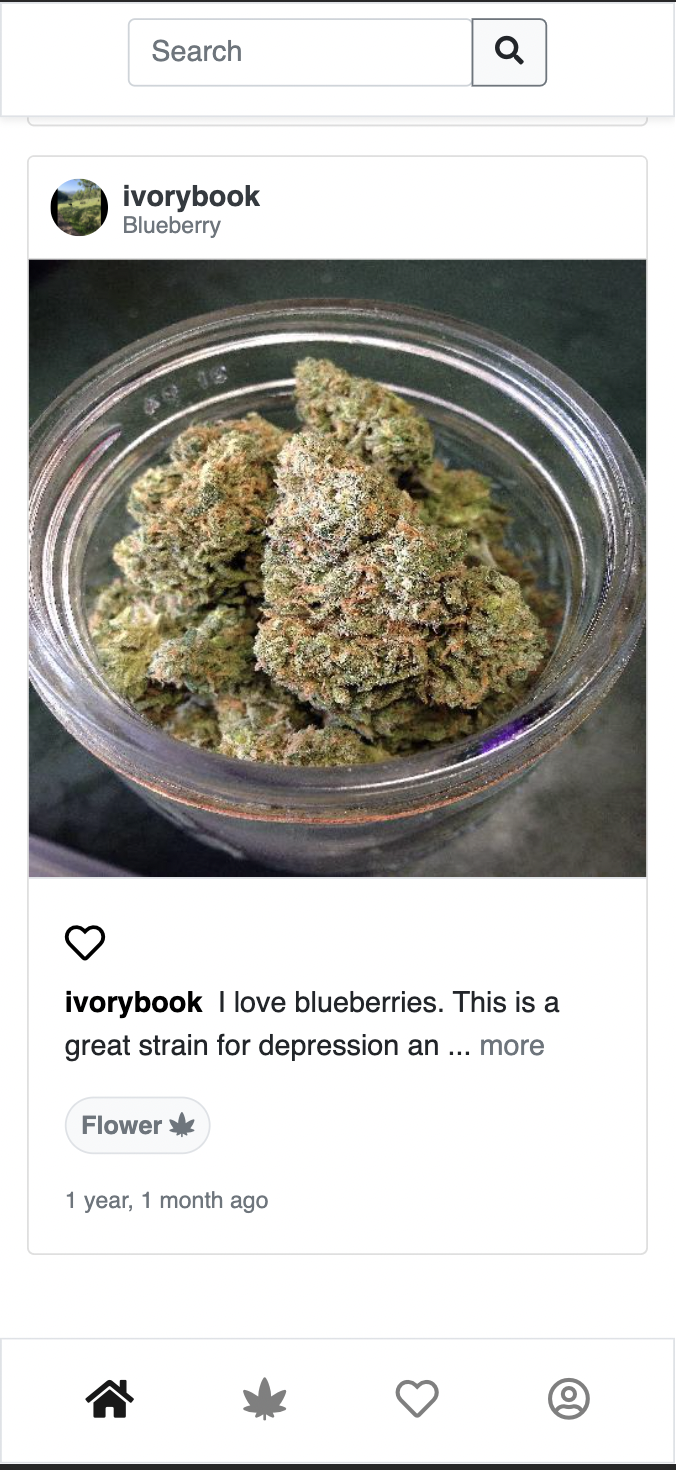 Search
ivorybook
Blueberry
ivorybook I love blueberries. This is a
great strain for depression an ... more
Flower
1 year, 1 month ago